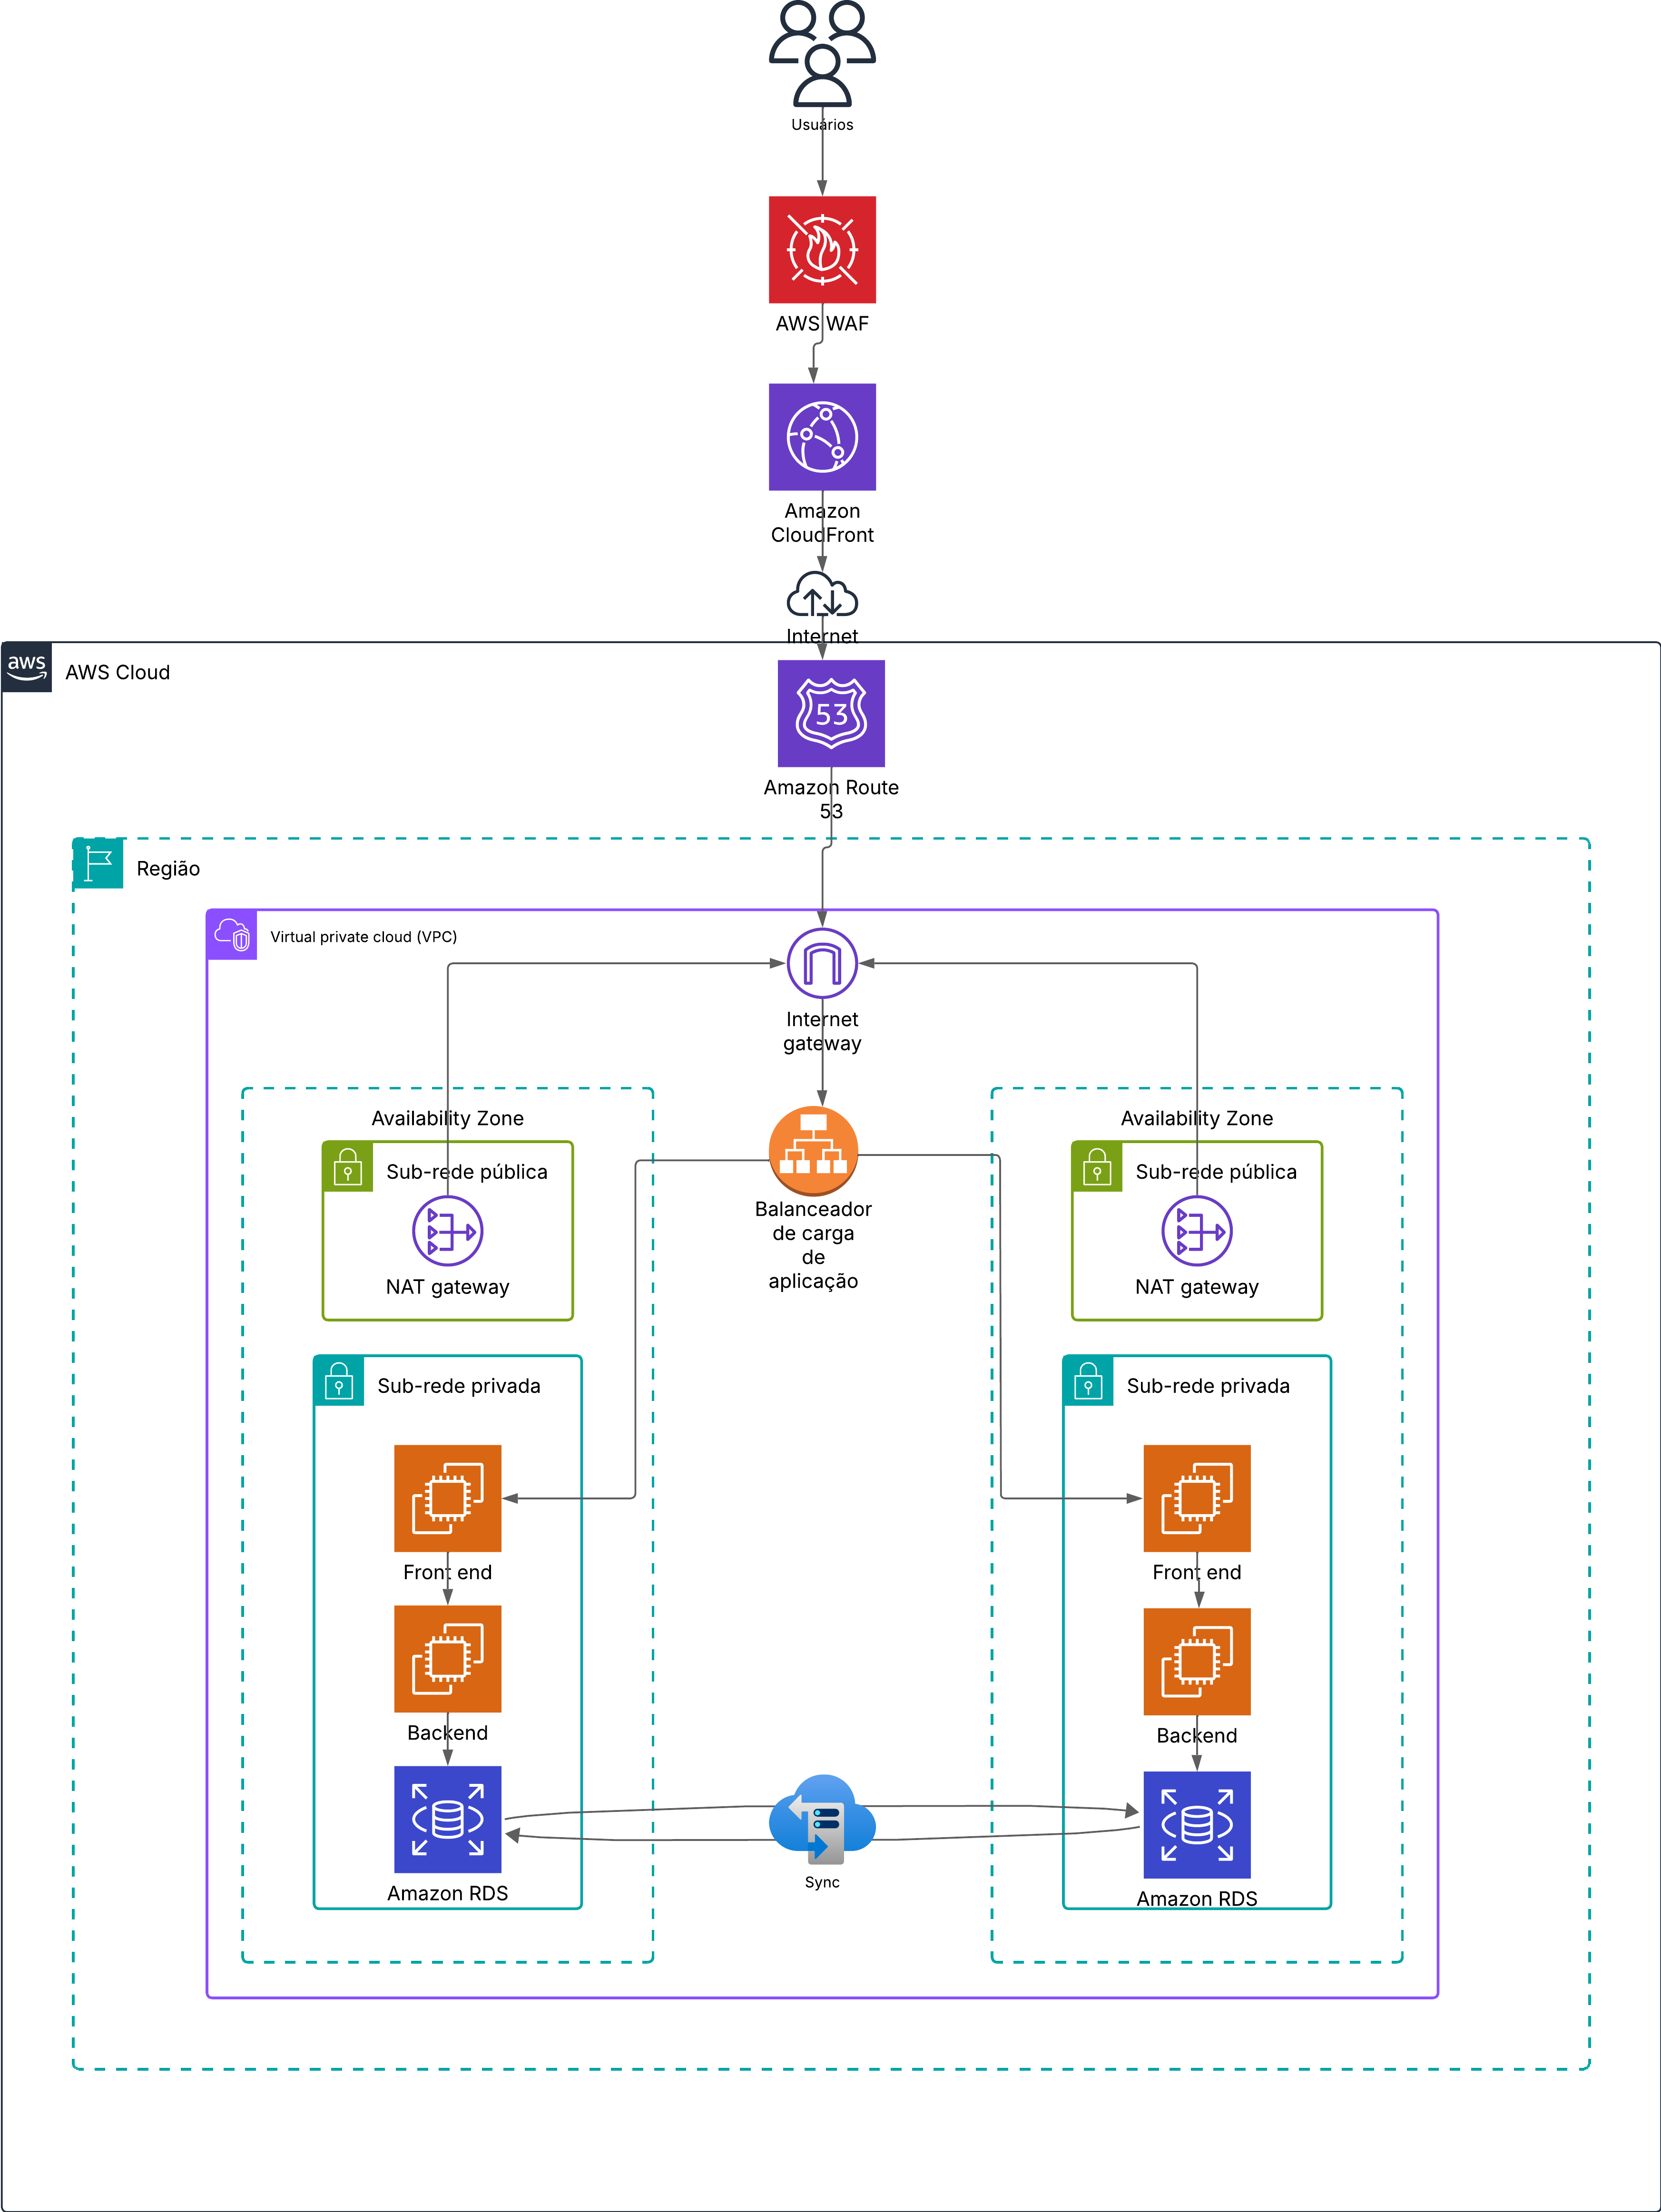 Usuários
AWS WAF
Amazon
CloudFront
Internet
aws
AWS Cloud
53
Amazon Route
53
Região
Virtual private cloud (VPC)
Internet
gateway
Availability Zone
Sub-rede pública
NAT gateway
Balanceador
de carga
de
aplicação
Availability Zone
Sub-rede pública
NAT gateway
Sub-rede privada
Front end
Backend
Amazon RDS
Sync
Sub-rede privada
Front end
Backend
Amazon RDS